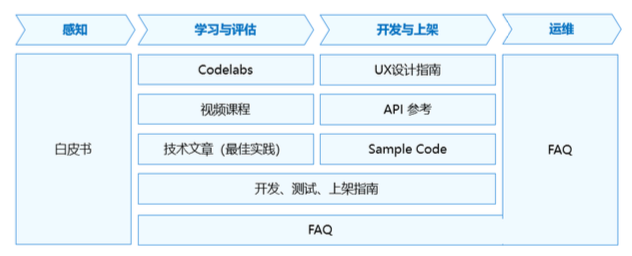 感知
学习与评估
开发与上架
运维
白皮书
Codelabs
视频课程
技术文章（最佳实践）
UX设计指南
API 参考
Sample Code
开发、测试、上架指南
FAQ
FAQ